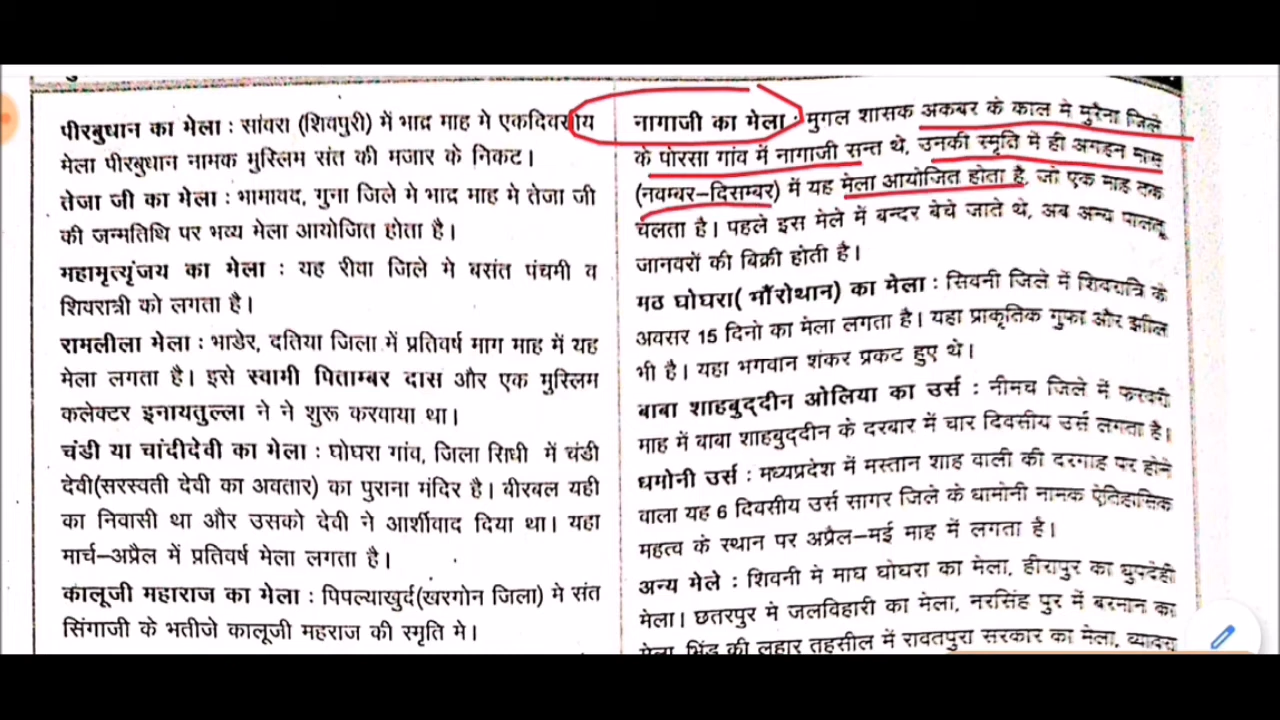 पीरबुधान का मेला : सांवरा (शिवपुरी) में भाद्र माह मे एकदिवसीय
मेला पीरबुधान नामक मुस्लिम संत की मजार के निकट।
तेजा जी का मेला : भामावद, गुना जिले मे भाद्र माह मे तेजा जी
की जन्मतिथि पर भव्य मेला आयोजित होता है।
महामृत्यृंजय का मेला : यह रीवा जिले मे बसंत पंचमी व
शिवरात्री को लगता है।
रामलीला मेला : भाडेर, दतिया जिला में प्रतिवर्ष माग माह में यह
मेला लगता है। इसे स्वामी पिताम्बर दास और एक मुस्लिम
कलेक्टर इनायतुल्ला ने ने शुरू करवाया था।
चंडी या चांदीदेवी का मेला : घोघरा गांव, जिला सिधी में चंडी
देवी(सरस्वती देवी का अवतार) का पुराना मंदिर है। बीरबल यही
का निवासी था और उसको देवी ने आर्शीवाद दिया था। यहा
मार्च–अप्रैल में प्रतिवर्ष मेला लगता है।
कालूजी महाराज का मेला : पिपल्याखुर्द(खरगोन जिला) मे संत
सिंगाजी के भतीजे कालूजी महराज की स्मृति मे।
नागाजी का मेला : मुगल शासक अकबर के काल मे मुरैना जिले
के पोरसा गांव में नागाजी सन्त थे, उनकी स्मृति में ही अगहन मास
(नवम्बर–दिसम्बर) में यह मेला आयोजित होता है, जो एक माह तक
चलता है। पहले इस मेले में बन्दर बेचे जाते थे, अब अन्य पालतू
जानवरों की बिक्री होती है।
मठ घोघरा( भौंरोथान) का मेला : सिवनी जिले में शिवरात्रि के
अवसर 15 दिनो का मेला लगता है। यहा प्राकृतिक गुफा और झील
भी है। यहा भगवान शंकर प्रकट हुए थे।
बाबा शाहबुद्दीन ओलिया का उर्स : नीमच जिले में फरवरी
माह में बाबा शाहबुद्दीन के दरबार में चार दिवसीय उर्स लगता है।
धमोनी उर्स : मध्यप्रदेश में मस्तान शाह वाली की दरगाह पर होने
वाला यह 6 दिवसीय उर्स सागर जिले के धामोनी नामक ऐतिहासिक
महत्व के स्थान पर अप्रैल–मई माह में लगता है।
अन्य मेले : शिवनी मे माघ घोघरा का मेला, हीरापुर का धुपदेही
मेला। छतरपुर मे जलविहारी का मेला, नरसिंह पुर में बरमान का
मेला, भिंड की लहार तहसील में रावतपुरा सरकार का मेला,